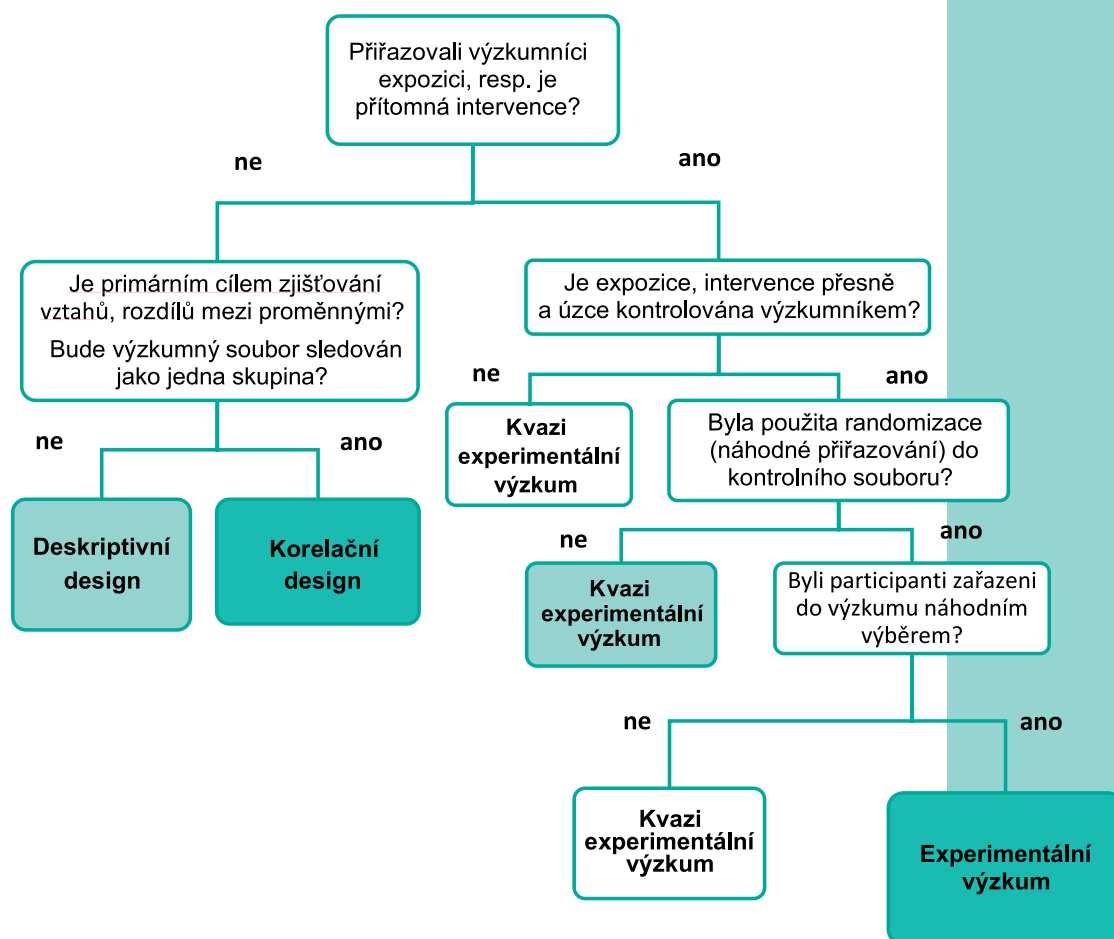 Přiřazovali výzkumníci
expozici, resp. je
přítomná intervence?
ne
ano
Je primárním cílem zjišťování
vztahů, rozdílů mezi proměnnými?
Bude výzkumný soubor sledován
jako jedna skupina?
Je expozice, intervence přesně
a úzce kontrolována výzkumníkem?
ne
ano
ne
ano
Deskriptivní
design
Korelační
design
Kvazi
experimentální
výzkum
Byla použita randomizace
(náhodné přiřazování) do
kontrolního souboru?
ne
ano
Kvazi
experimentální
výzkum
Byli participanti zařazeni
do výzkumu náhodním
výběrem?
ne
ano
Kvazi
experimentální
výzkum
Experimentální
výzkum